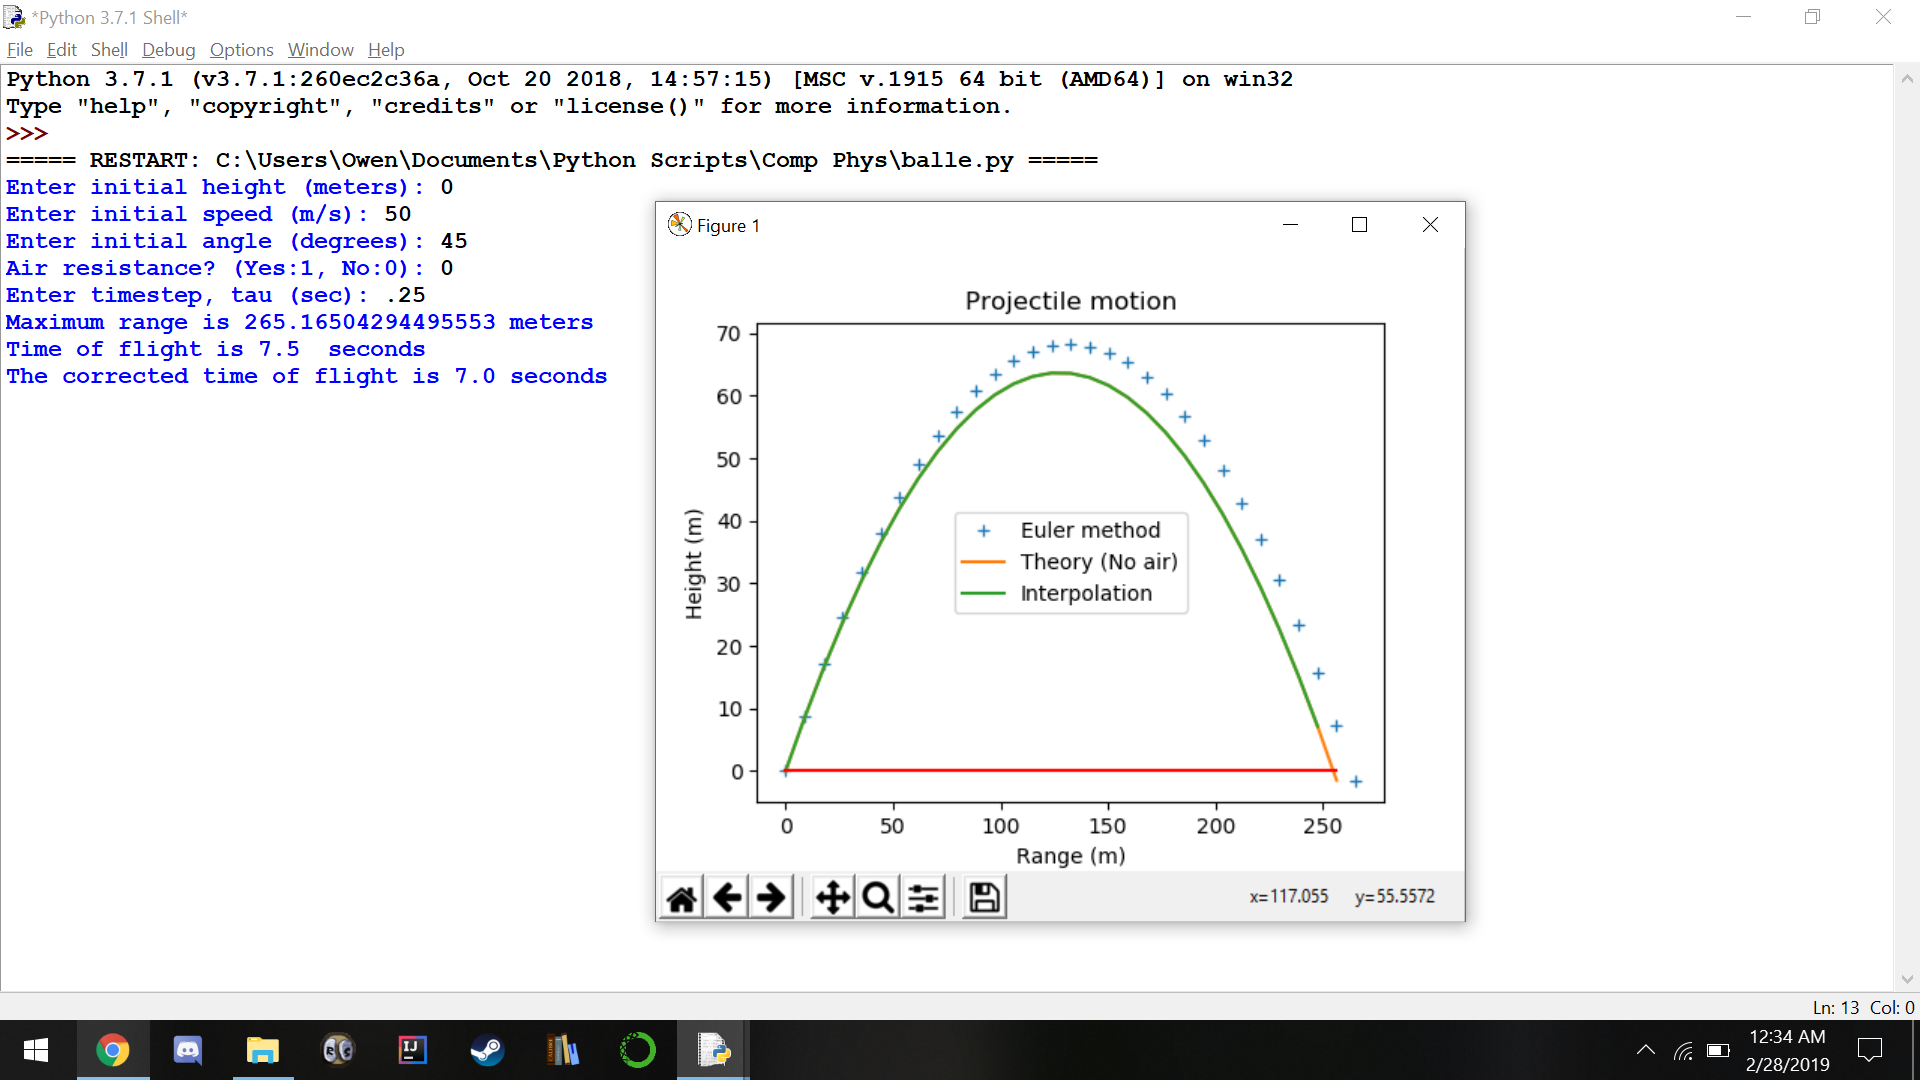 *Python 3.7.1 Shell*
File Edit Shell Debug Options Window Help
Python 3.7.1 (v3.7.1:260ec2c36a, Oct 20 2018, 14:57:15) [MSC v.1915 64 bit (AMD64)] on win32
Type "help", "copyright", "credits" or "license()" for more information.
>>>
===== RESTART: C:\Users\Owen\Documents\Python Scripts\Comp Phys\balle.py =====
Enter initial height (meters): 0
Enter initial speed (m/s): 50
Enter initial angle (degrees): 45
Air resistance? (Yes:1, No:0): 0
Enter timestep, tau (sec): .25
Maximum range is 265.16504294495553 meters
Time of flight is 7.5  seconds
The corrected time of flight is 7.0 seconds
Figure 1
Projectile motion
70
60
50
40
30
20
10
0
Height (m)
Euler method
Theory (No air)
Interpolation
0 50 100 150 200 250
Range (m)
x=117.055 y=55.5572
Ln: 13 Col: 0
IJ
12:34 AM
2/28/2019